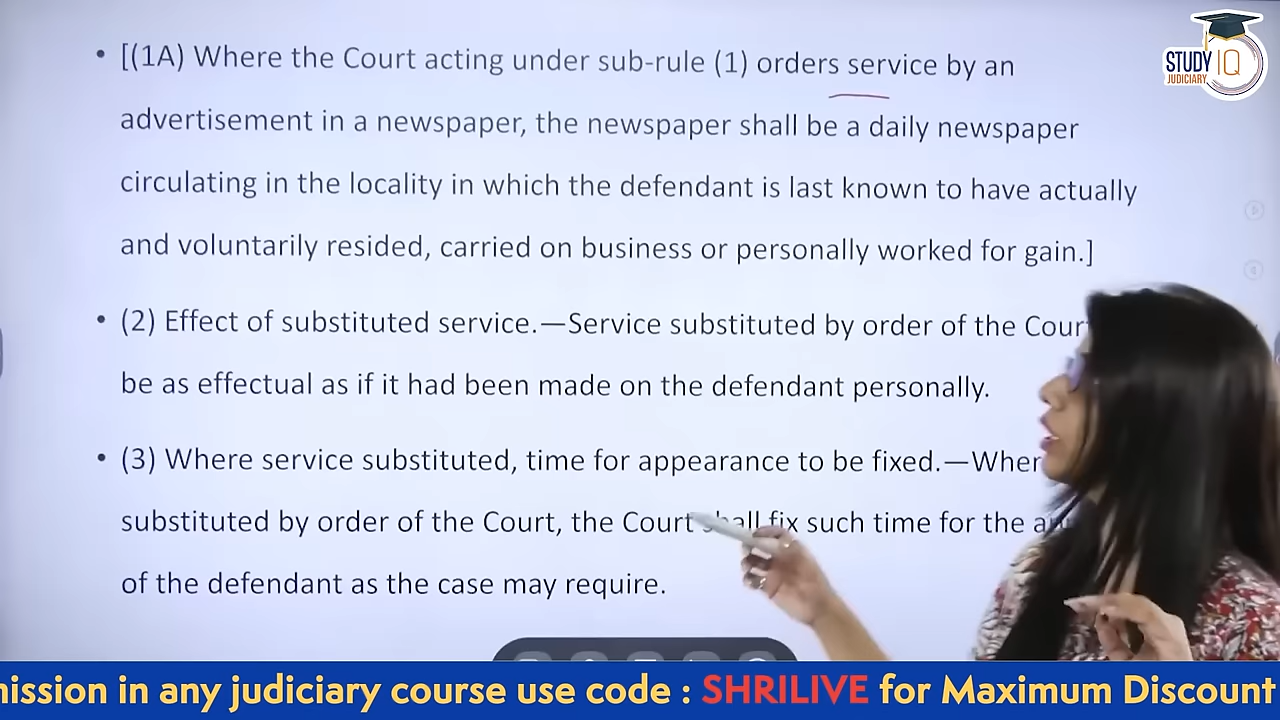 STUDY IQ
JUDICIARY
• [(1A) Where the Court acting under sub-rule (1) orders service by an
advertisement in a newspaper, the newspaper shall be a daily newspaper
circulating in the locality in which the defendant is last known to have actually
and voluntarily resided, carried on business or personally worked for gain.]
• (2) Effect of substituted service.—Service substituted by order of the Cour
be as effectual as if it had been made on the defendant personally.
• (3) Where service substituted, time for appearance to be fixed.—Wher
substituted by order of the Court, the Court shall fix such time for the
of the defendant as the case may require.
mission in any judiciary course use code : SHRILIVE for Maximum Discount